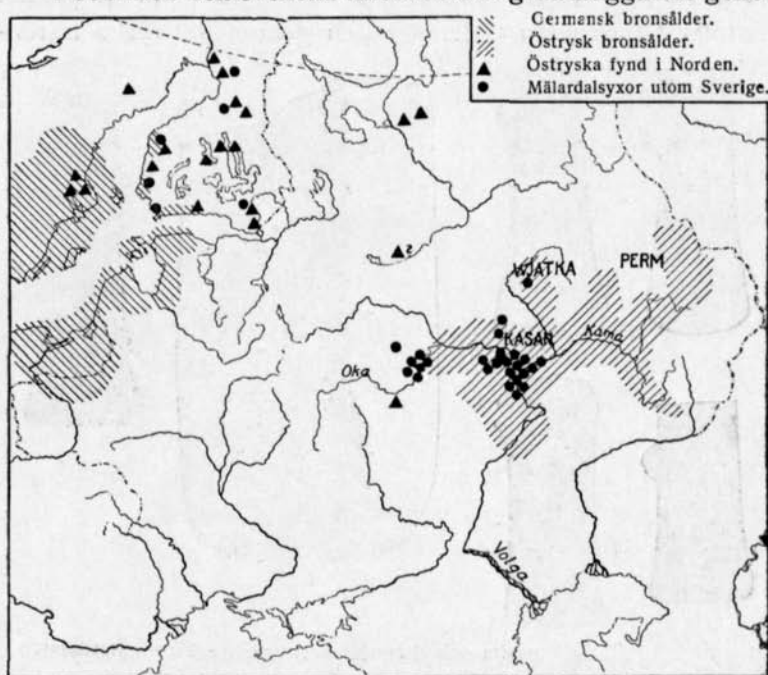 Germansk bronsålder.
Östrysk bronsålder.
Östryska fynd i Norden.
Mälardalsyxor utom Sverige.
WJATKA
PERM
KASAN
Kama
Oka
Volga